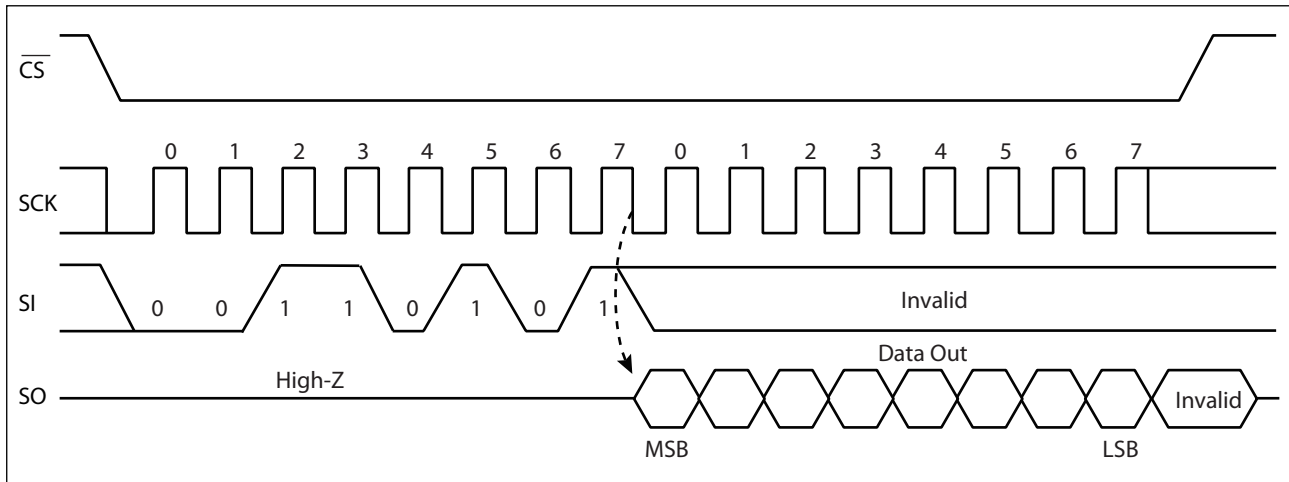 CS
0 1 2 3 4 5 6 7 0 1 2 3 4 5 6 7
SCK
SI
0 0 1 1 0 1 0 1
Invalid
Data Out
High-Z
SO
Invalid
MSB
LSB